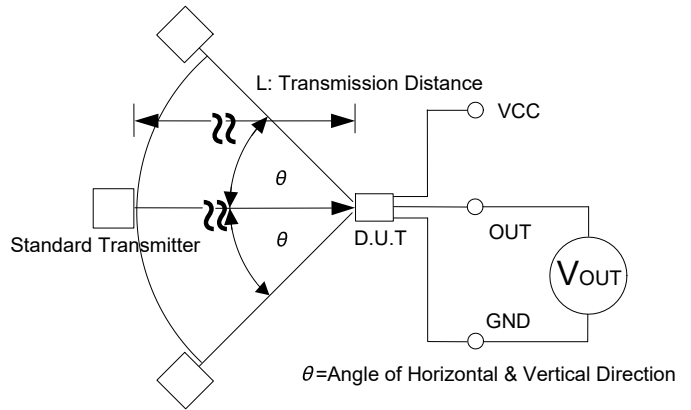 L: Transmission Distance
VCC
θ
Standard Transmitter
θ
D.U.T
OUT
VOUT
GND
θ=Angle of Horizontal & Vertical Direction